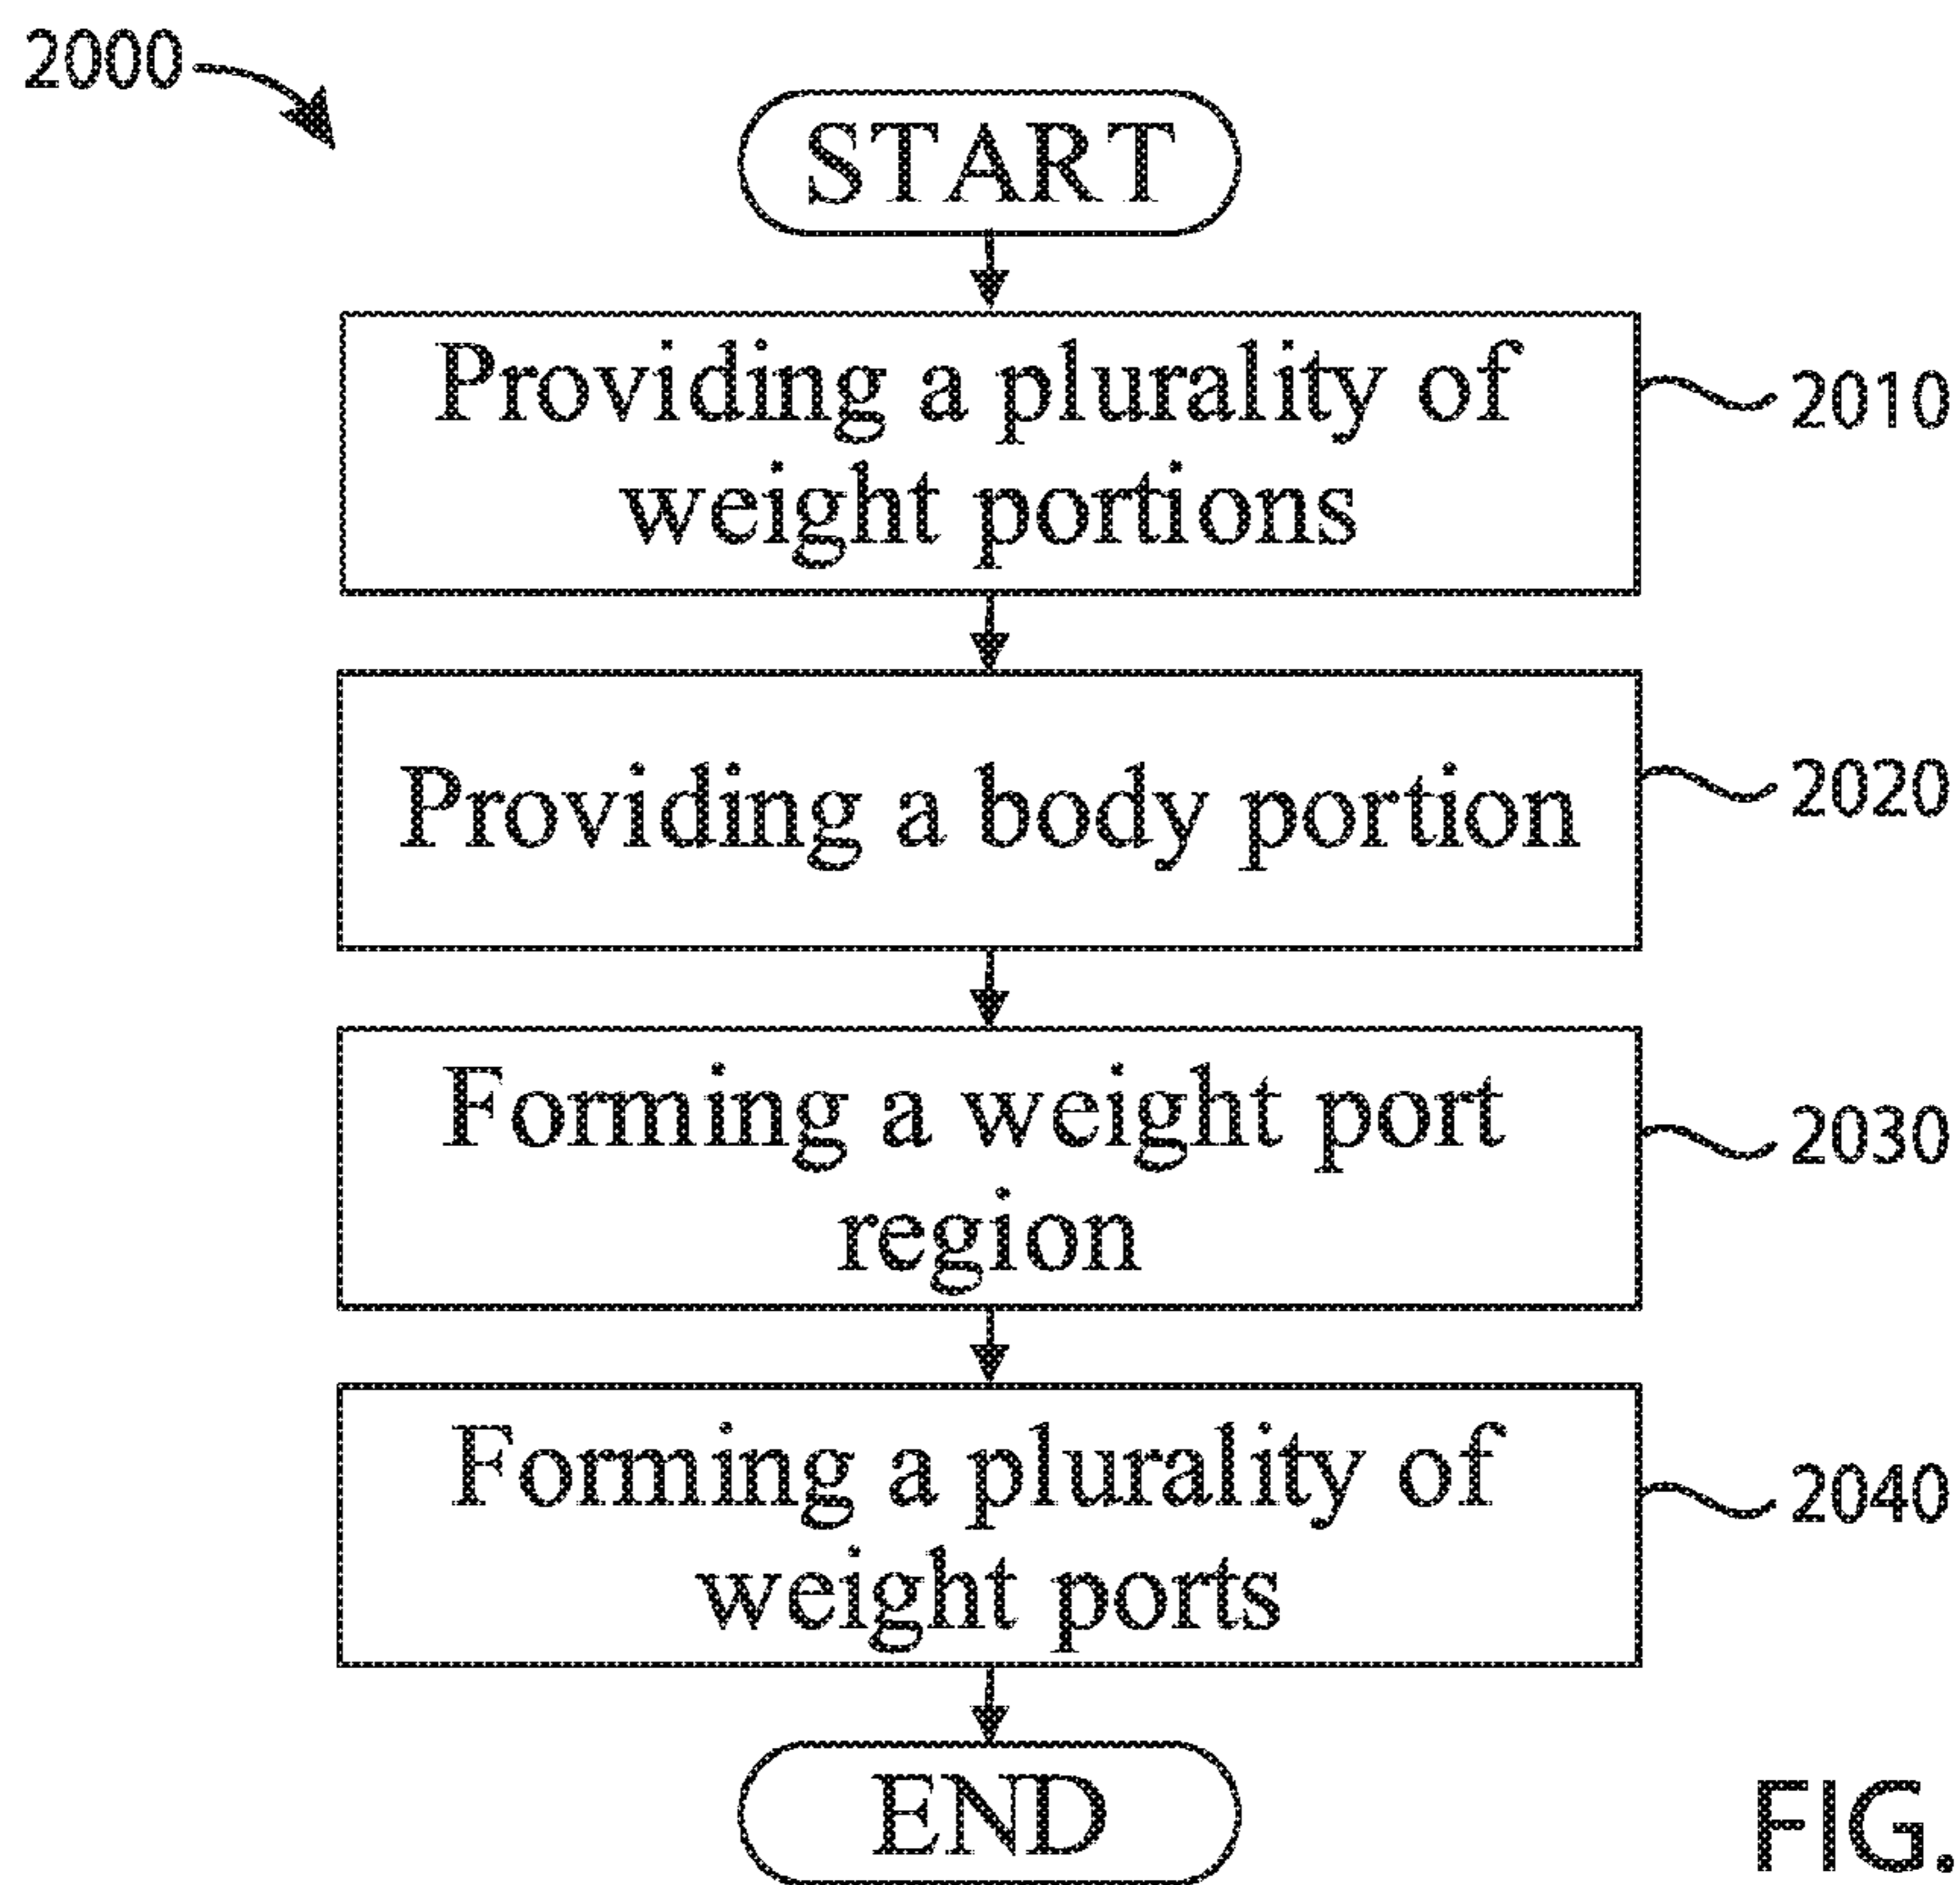 2000
START
Providing a plurality of
weight portions
2010
Providing a body portion
2020
Forming a weight port
region
2030
Forming a plurality of
weight ports
2040
END
FIG.